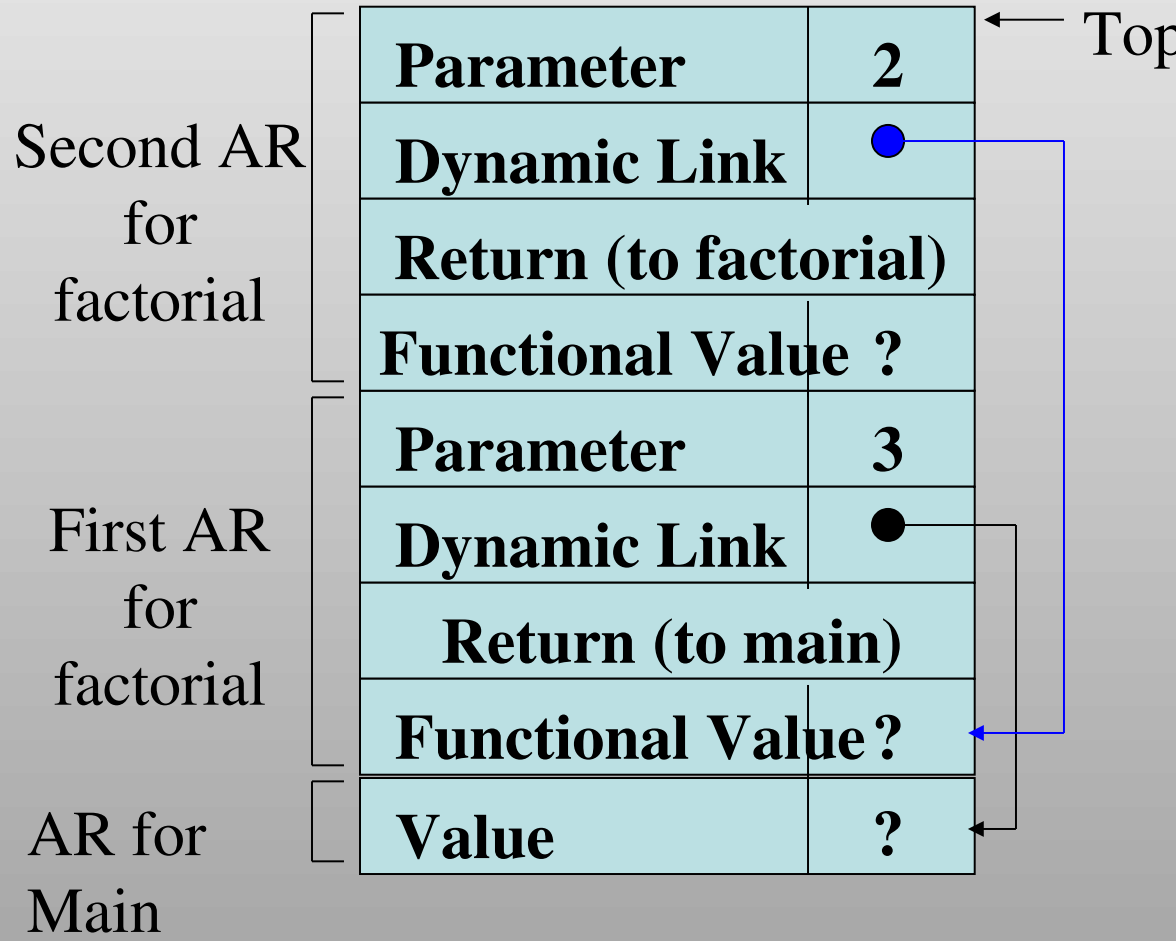 Top
Parameter 2
Second AR
for
factorial
Dynamic Link
Return (to factorial)
Functional Value ?
Parameter 3
First AR
for
factorial
Dynamic Link
Return (to main)
Functional Value ?
AR for
Main
Value ?